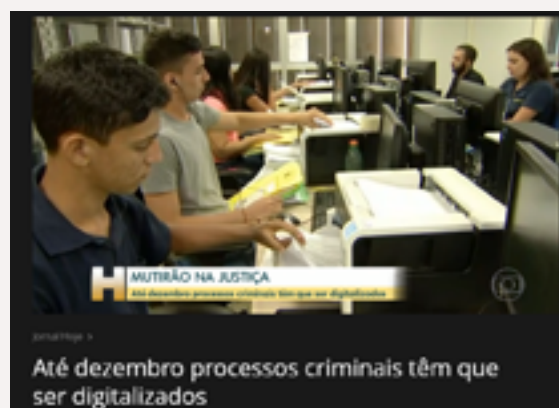 H
MUTIRÃO NA JUSTIÇA
Até dezembro processos criminais têm que ser digitalizados
Jornal Hoje >
Até dezembro processos criminais têm que
ser digitalizados